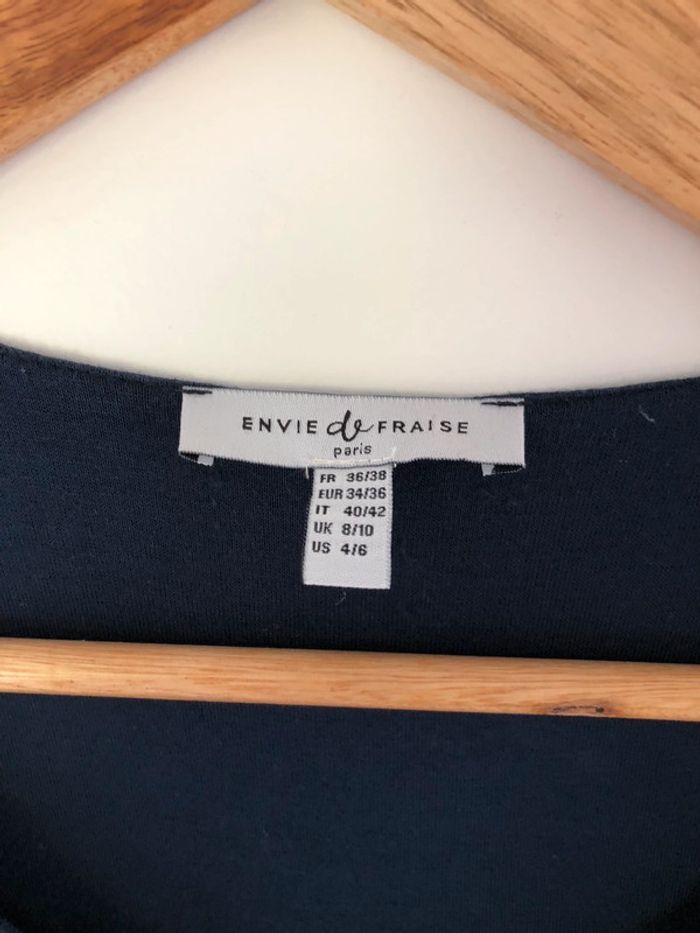 ENVIE de FRAISE
paris
FR 36/38
EUR 34/36
IT 40/42
UK 8/10
US 4/6